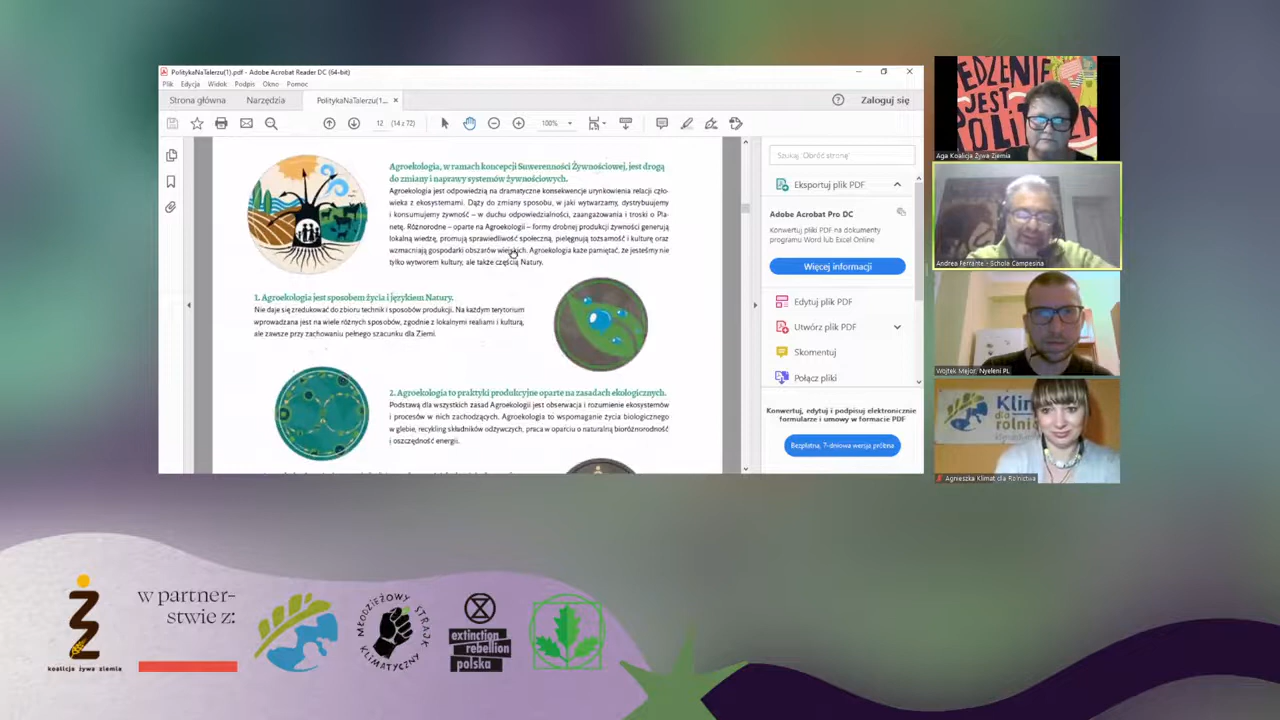 PolitykaNaTalerzu(1).pdf - Adobe Acrobat Reader DC (64-bit)
Plik Edycja Widok Podpis Okno Pomoc
Strona główna Narzędzia PolitykaNaTalerzu(1... × Zaloguj się
12 (14 z 72) 100%
Agroekologia, w ramach koncepcji Suwerenności Żywnościowej, jest drogą
do zmiany i naprawy systemów żywnościowych.
Agroekologia jest odpowiedzią na dramatyczne konsekwencje urynkowienia relacji czło-
wieka z ekosystemami. Dąży do zmiany sposobu, w jaki wytwarzamy, dystrybuujemy
i konsumujemy żywność – w duchu odpowiedzialności, zaangażowania i troski o Pla-
netę. Różnorodne – oparte na Agroekologii – formy drobnej produkcji żywności generują
lokalną wiedzę, promują sprawiedliwość społeczną, pielęgnują tożsamość i kulturę oraz
wzmacniają gospodarki obszarów wiejskich. Agroekologia każe pamiętać, że jesteśmy nie
tylko wytworem kultury, ale także częścią Natury.
1. Agroekologia jest sposobem życia i językiem Natury.
Nie daje się zredukować do zbioru technik i sposobów produkcji. Na każdym terytorium
wprowadzana jest na wiele różnych sposobów, zgodnie z lokalnymi realiami i kulturą,
ale zawsze przy zachowaniu pełnego szacunku dla Ziemi.
2. Agroekologia to praktyki produkcyjne oparte na zasadach ekologicznych.
Podstawą dla wszystkich zasad Agroekologii jest obserwacja i rozumienie ekosystemów
i procesów w nich zachodzących. Agroekologia to wspomaganie życia biologicznego
w glebie, recykling składników odżywczych, praca w oparciu o naturalną bioróżnorodność
i oszczędność energii.
Szukaj „Obróć stronę"
Eksportuj plik PDF
Adobe Acrobat Pro DC
Konwertuj pliki PDF na dokumenty
programu Word lub Excel Online
Więcej informacji
Edytuj plik PDF
Utwórz plik PDF
Skomentuj
Połącz pliki
Konwertuj, edytuj i podpisuj elektronicznie
formularze i umowy w formacie PDF
Bezpłatna, 7-dniowa wersja próbna
JEDZENIE
JEST
Aga Koalicja Żywa Ziemia
Andrea Ferrante - Schola Campesina
Wojtek Mejor, Nyeleni PL
Klim
dla
rolnic
Agnieszka Klimat dla Rolnictwa
koalicja żywa ziemia
w partner-
stwie z:
MŁODZIEŻOWY STRAJK
KLIMATYCZNY
extinction
rebellion
polska